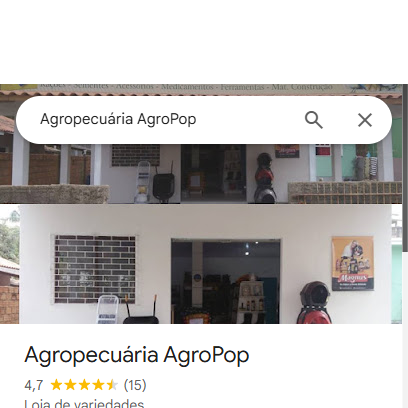 Rações - Sementes - Acessórios - Medicamentos - Ferramentas - Mat. Construção
Agropecuária AgroPop
Magnus
Agropecuária AgroPop
4,7 (15)
Loja de variedades